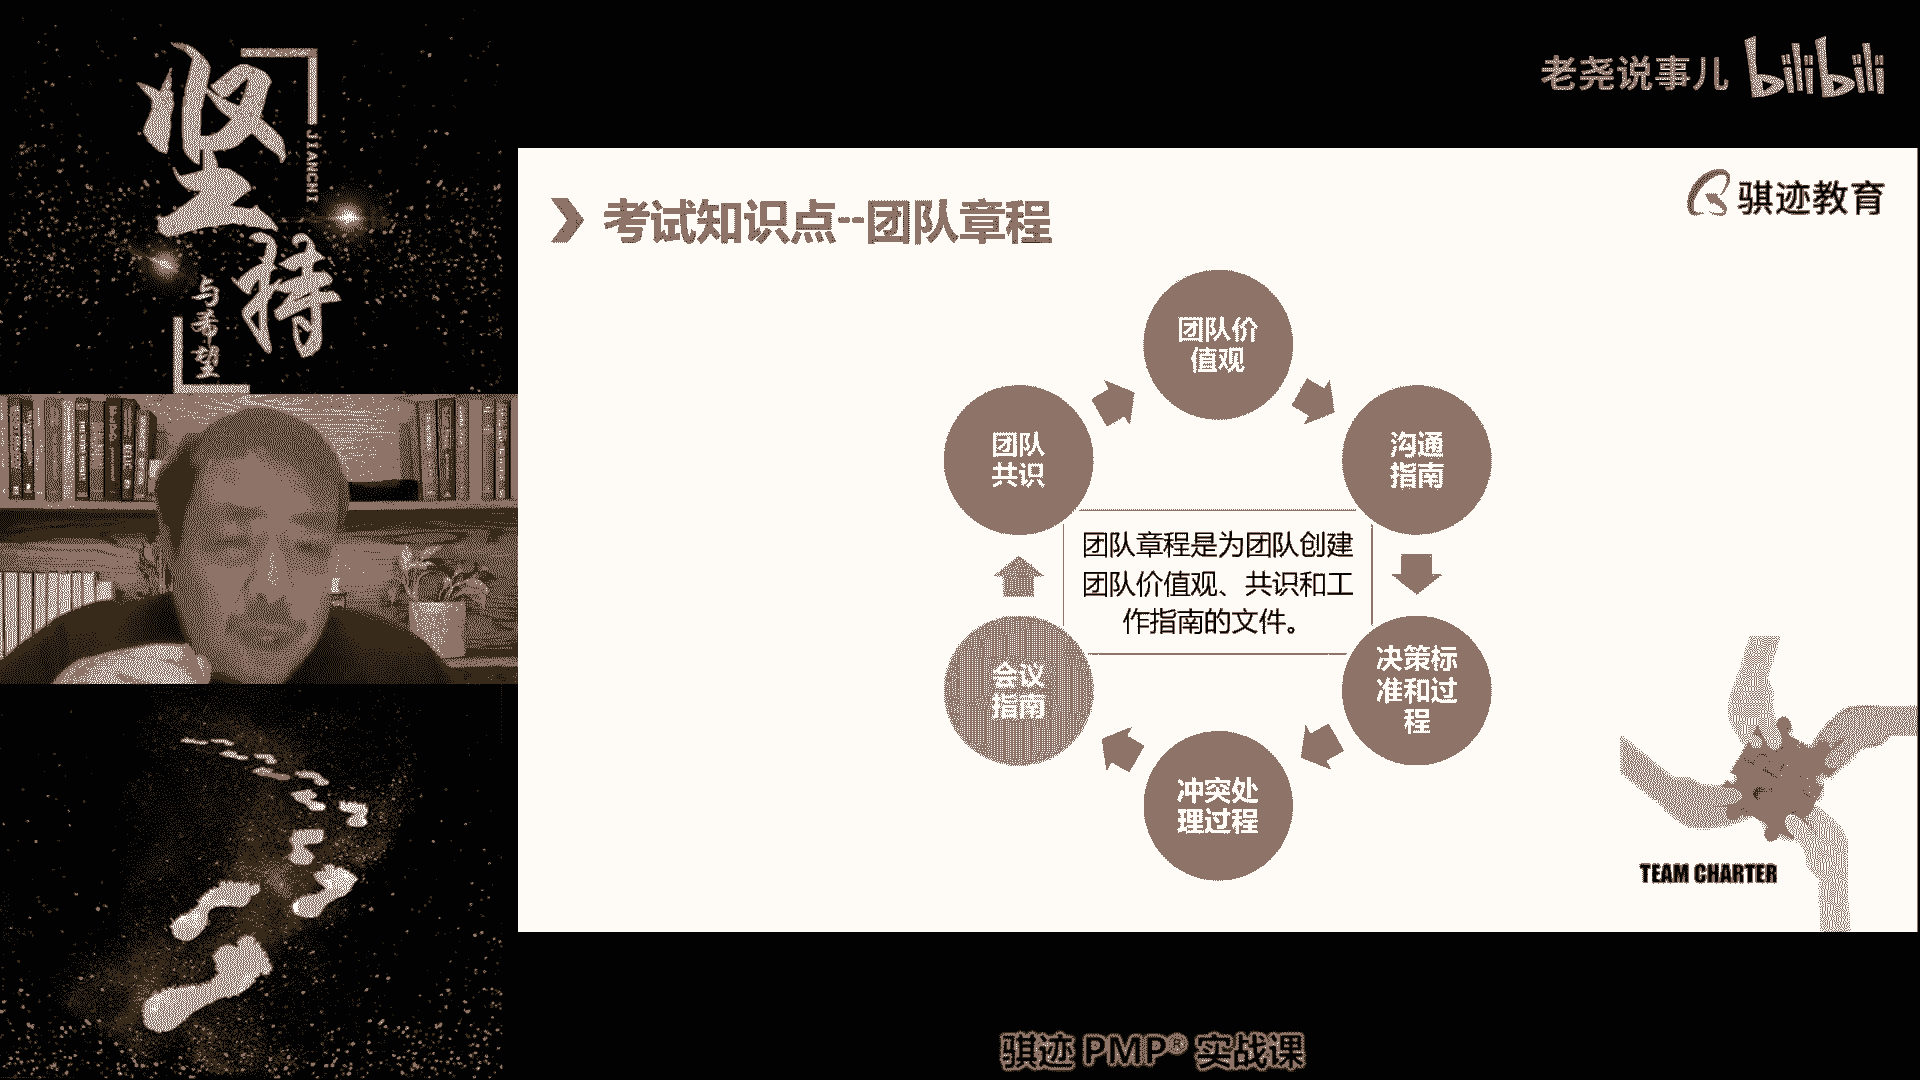 坚持
JIANCHI
与希望
老尧说事儿 bilibili
骐迹教育
考试知识点--团队章程
团队价
值观
沟通
指南
决策标
准和过
程
冲突处
理过程
会议
指南
团队
共识
团队章程是为团队创建
团队价值观、共识和工
作指南的文件。
TEAM CHARTER
骐迹 PMP® 实战课